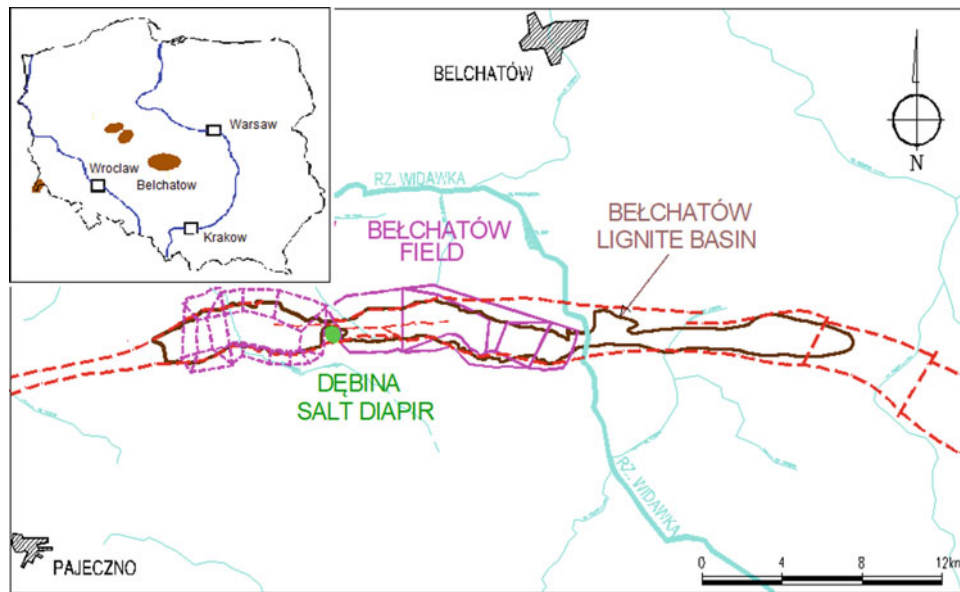 Warsaw
Wroclaw
Belchatow
Krakow
BELCHATÓW
N
RZ. WIDAWKA
BEŁCHATÓW
FIELD
BEŁCHATÓW
LIGNITE BASIN
DĘBINA
SALT DIAPIR
RZ. WIDAWKA
PAJECZNO
0 4 8 12km